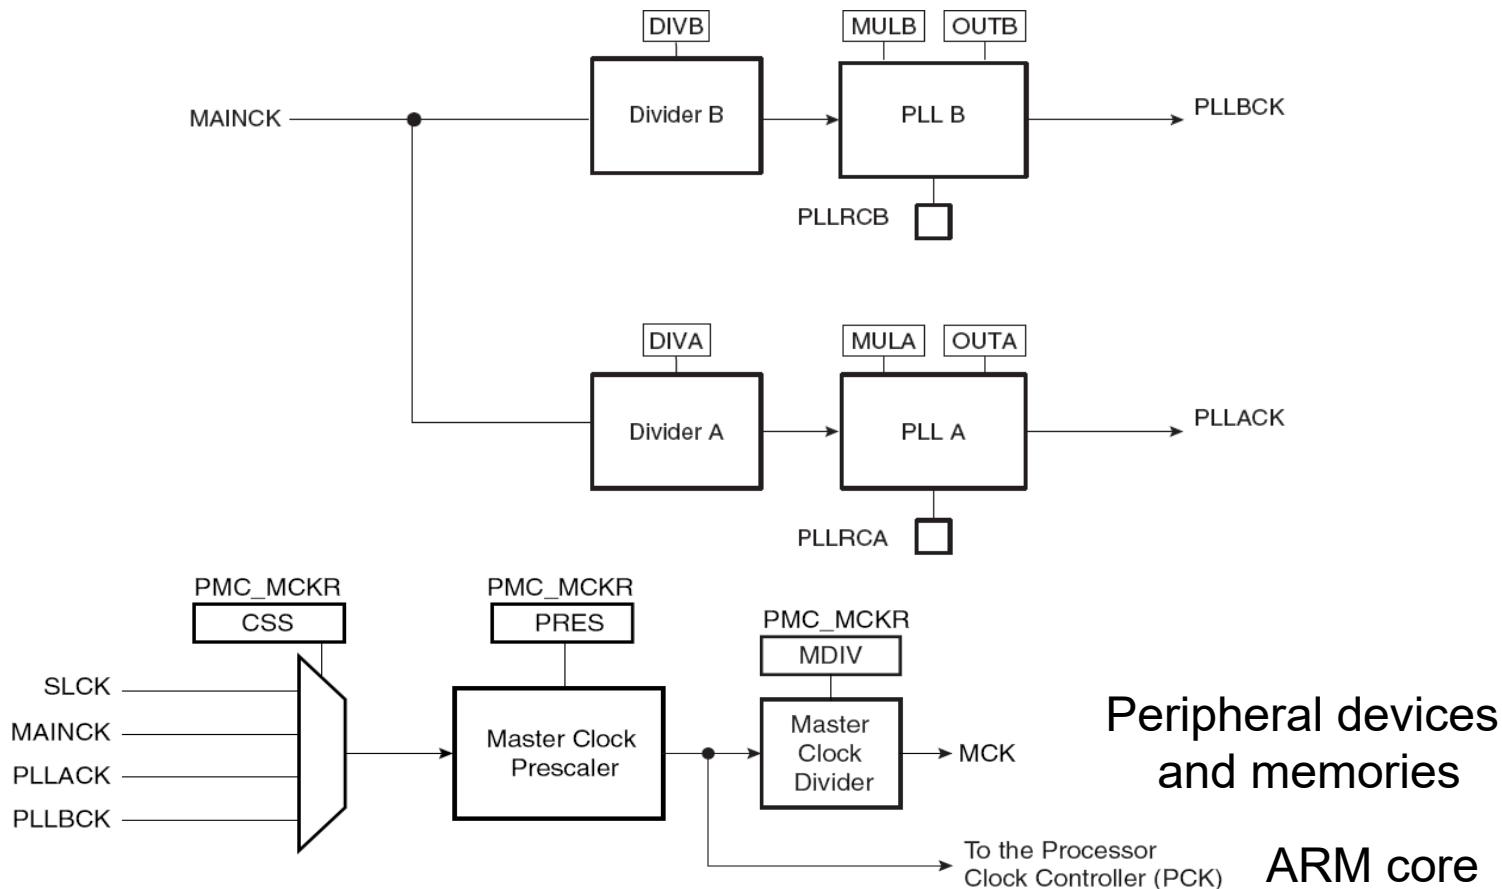 DIVB
MULB
OUTB
MAINCK
Divider B
PLL B
PLLBCK
PLLRCB
DIVA
MULA
OUTA
Divider A
PLL A
PLLACK
PLLRCA
PMC_MCKR
CSS
PMC_MCKR
PRES
PMC_MCKR
MDIV
SLCK
MAINCK
PLLACK
PLLBCK
Master Clock
Prescaler
Master
Clock
Divider
MCK
Peripheral devices
and memories
To the Processor
Clock Controller (PCK)
ARM core